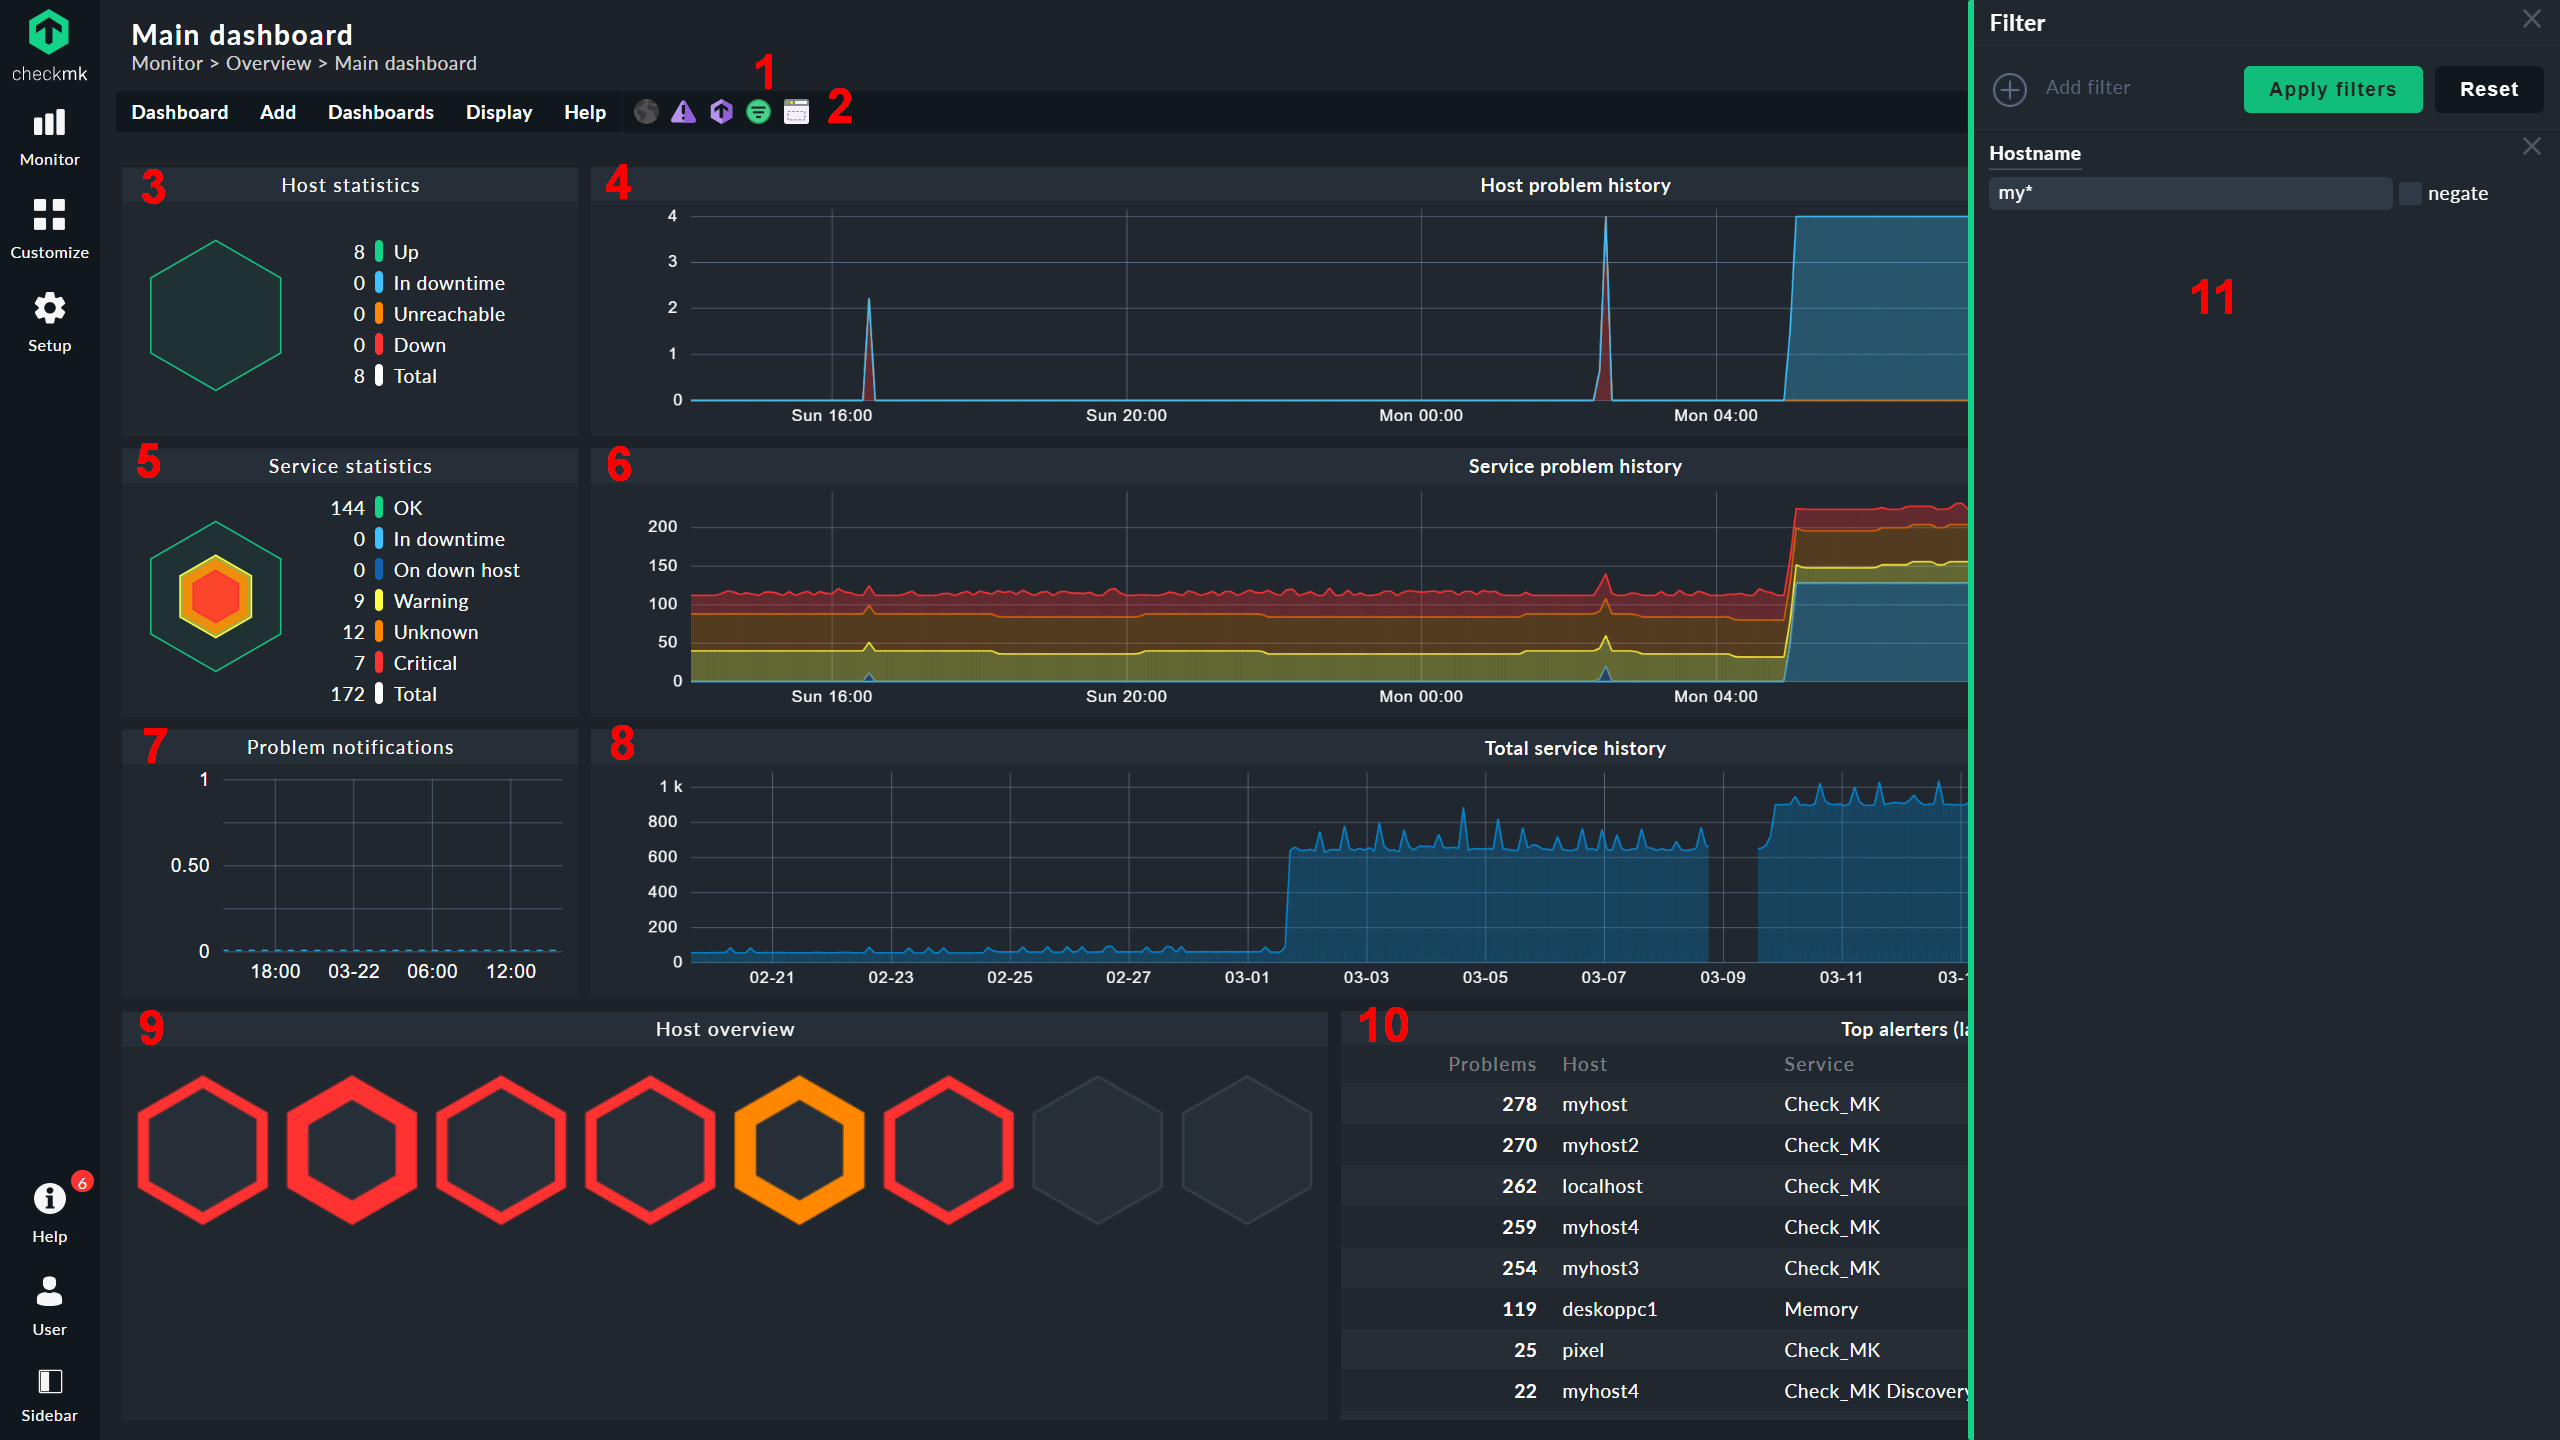 checkmk
Monitor
Customize
Setup
Help
6
User
Sidebar
Main dashboard
Monitor > Overview > Main dashboard
Dashboard Add Dashboards Display Help
1
2
3 Host statistics
8 Up
0 In downtime
0 Unreachable
0 Down
8 Total
4 Host problem history
4
3
2
1
0
Sun 16:00 Sun 20:00 Mon 00:00 Mon 04:00
5 Service statistics
144 OK
0 In downtime
0 On down host
9 Warning
12 Unknown
7 Critical
172 Total
6 Service problem history
200
150
100
50
0
Sun 16:00 Sun 20:00 Mon 00:00 Mon 04:00
7 Problem notifications
1
0.50
0
18:00 03-22 06:00 12:00
8 Total service history
1 k
800
600
400
200
0
02-21 02-23 02-25 02-27 03-01 03-03 03-05 03-07 03-09 03-11 03-
9 Host overview
10 Top alerters (la
Problems Host Service
278 myhost Check_MK
270 myhost2 Check_MK
262 localhost Check_MK
259 myhost4 Check_MK
254 myhost3 Check_MK
119 deskoppc1 Memory
25 pixel Check_MK
22 myhost4 Check_MK Discovery
Filter
Add filter Apply filters Reset
Hostname
my* negate
11